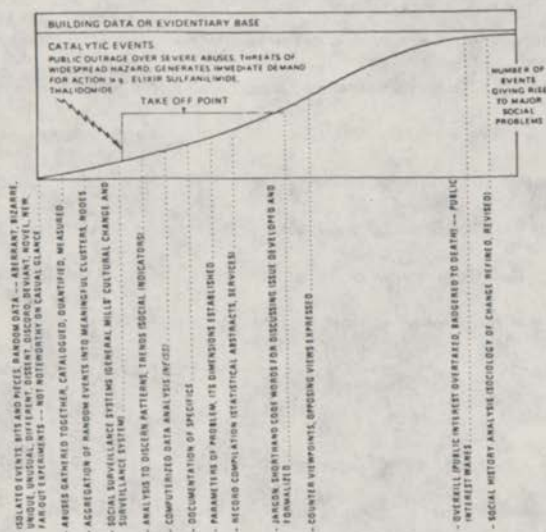 BUILDING DATA OR EVIDENTIARY BASE
CATALYTIC EVENTS
PUBLIC OUTRAGE OVER SEVERE ABUSES, THREATS OF
WIDESPREAD HAZARD, GENERATES IMMEDIATE DEMAND
FOR ACTION e.g. ELIXIR SULFANILIMIDE,
THALIDOMIDE
TAKE OFF POINT
NUMBER OF
EVENTS
GIVING RISE
TO MAJOR
SOCIAL
PROBLEMS
ISOLATED EVENTS, BITS AND PIECES, RANDOM DATA -- ABERRANT, BIZARRE,
UNIQUE, UNUSUAL, DIFFERENT, DISSENT, DISCORD, DEVIANT, NOVEL, NEW,
FAR OUT EXPERIMENTS -- NOT NOTEWORTHY ON CASUAL GLANCE
ABUSES GATHERED TOGETHER, CATALOGUED, QUANTIFIED, MEASURED
AGGREGATION OF RANDOM EVENTS INTO MEANINGFUL CLUSTERS, NODES
SOCIAL SURVEILLANCE SYSTEMS (GENERAL MILLS' CULTURAL CHANGE AND
SURVEILLANCE SYSTEM)
ANALYSIS TO DISCERN PATTERNS, TRENDS (SOCIAL INDICATORS)
COMPUTERIZED DATA ANALYSIS
DOCUMENTATION OF SPECIFICS
PARAMETERS OF PROBLEM, ITS DIMENSIONS ESTABLISHED
RECORD COMPILATION (STATISTICAL ABSTRACTS, SERVICES)
JARGON, SHORTHAND CODE WORDS FOR DISCUSSING ISSUE DEVELOPED AND
FORMALIZED
COUNTER VIEWPOINTS, OPPOSING VIEWS EXPRESSED
OVERKILL (PUBLIC INTEREST OVERTAXED, BADGERED TO DEATH) -- PUBLIC
INTEREST WANES
SOCIAL HISTORY ANALYSIS (SOCIOLOGY OF CHANGE REFINED, REVISED)